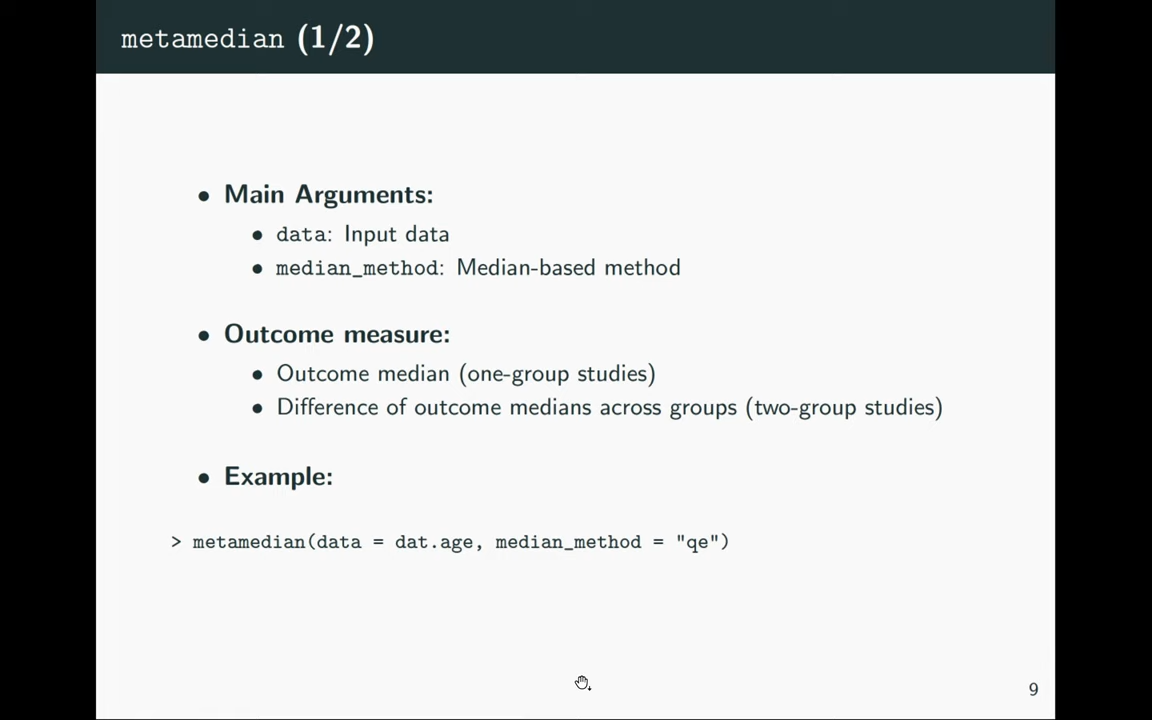 metamedian (1/2)
• Main Arguments:
• data: Input data
• median_method: Median-based method
• Outcome measure:
• Outcome median (one-group studies)
• Difference of outcome medians across groups (two-group studies)
• Example:
> metamedian(data = dat.age, median_method = "qe")
9